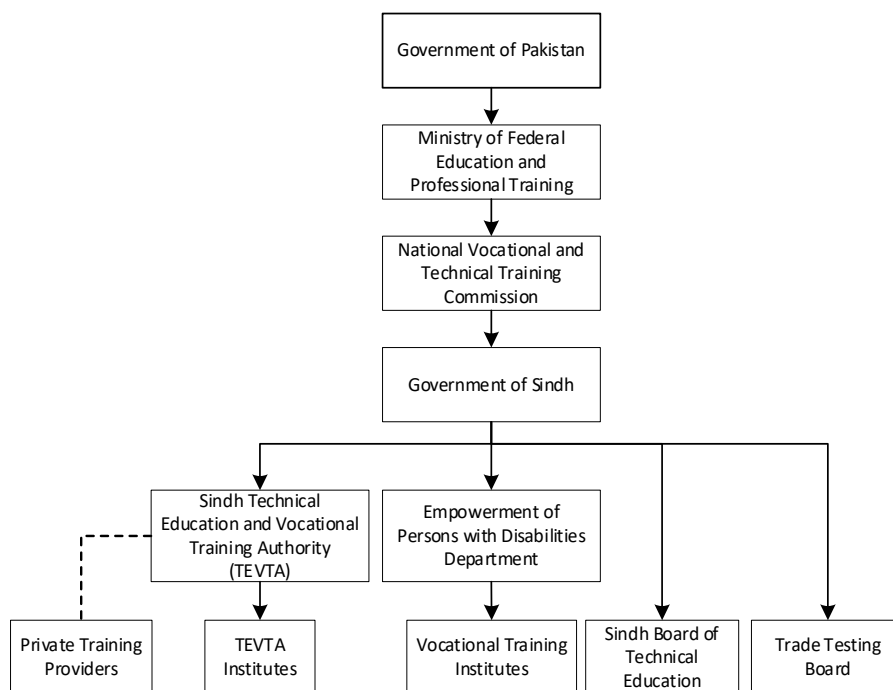 Government of Pakistan
Ministry of Federal
Education and
Professional Training
National Vocational and
Technical Training
Commission
Government of Sindh
Sindh Technical
Education and Vocational
Training Authority
(TEVTA)
Empowerment of
Persons with Disabilities
Department
Private Training
Providers
TEVTA
Institutes
Vocational Training
Institutes
Sindh Board of
Technical
Education
Trade Testing
Board